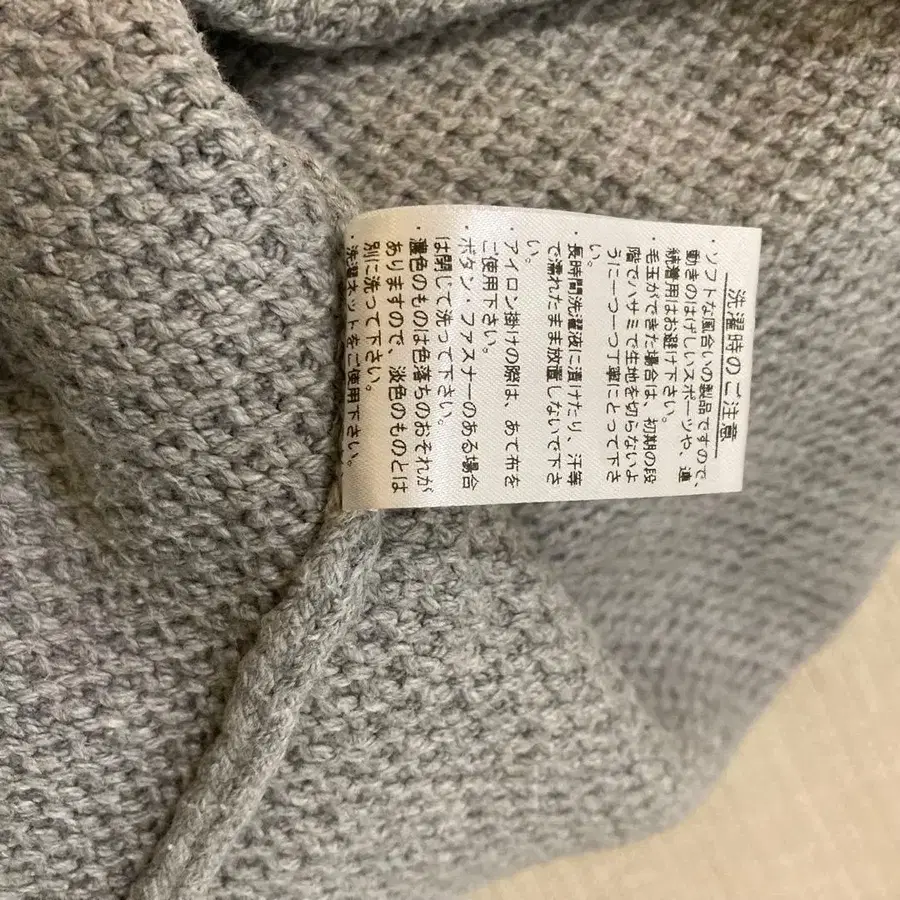 洗濯時のご注意
・ソフトな風合いの製品ですので、
動きのはげしいスポーツや、連
続着用はお避け下さい。
・毛玉ができた場合は、初期の段
階でハサミで生地を切らないよ
うに一つ一つ丁寧にとって下さ
い。
・長時間洗濯液に漬けたり、汗等
で濡れたまま放置しないで下さ
い。
・アイロン掛けの際は、あて布を
ご使用下さい。
・ボタン・ファスナーのある場合
は閉じて洗って下さい。
・濃色のものは色落ちのおそれが
ありますので、淡色のものとは
別に洗って下さい。
・洗濯ネットをご使用下さい。